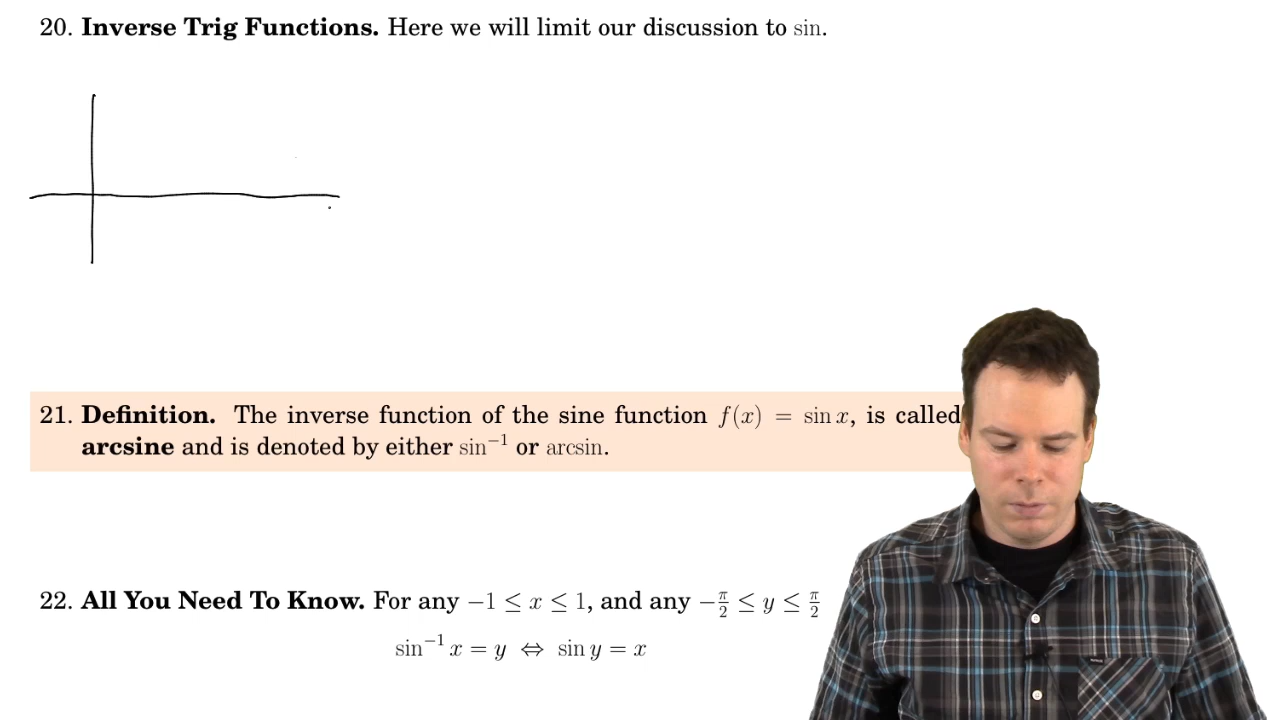 20. Inverse Trig Functions. Here we will limit our discussion to sin.
21. Definition. The inverse function of the sine function f(x) = sin x, is called
arcsine and is denoted by either sin⁻¹ or arcsin.
22. All You Need To Know. For any −1 ≤ x ≤ 1, and any −π/2 ≤ y ≤ π/2
sin⁻¹ x = y ⇔ sin y = x